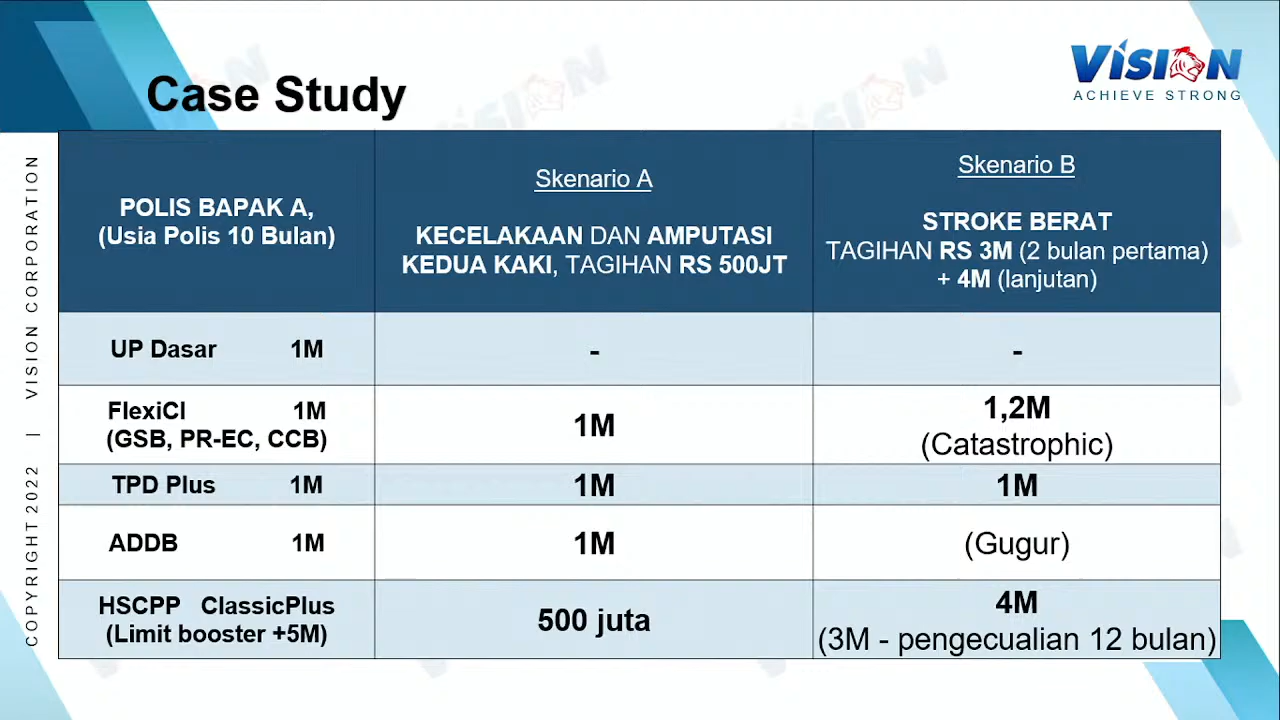 Case Study
VISION
ACHIEVE STRONG
COPYRIGHT 2022 | VISION CORPORATION
POLIS BAPAK A,
(Usia Polis 10 Bulan)
Skenario A
KECELAKAAN DAN AMPUTASI
KEDUA KAKI, TAGIHAN RS 500JT
Skenario B
STROKE BERAT
TAGIHAN RS 3M (2 bulan pertama)
+ 4M (lanjutan)
UP Dasar 1M
-
-
FlexiCI 1M
(GSB, PR-EC, CCB)
1M
1,2M
(Catastrophic)
TPD Plus 1M
1M
1M
ADDB 1M
1M
(Gugur)
HSCPP ClassicPlus
(Limit booster +5M)
500 juta
4M
(3M - pengecualian 12 bulan)